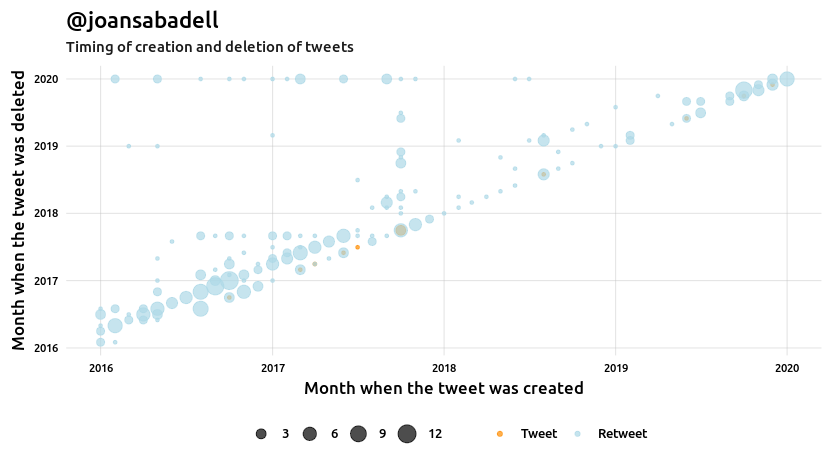 @joansabadell
Timing of creation and deletion of tweets
Month when the tweet was deleted
2020
2019
2018
2017
2016
2016 2017 2018 2019 2020
Month when the tweet was created
3 6 9 12 Tweet Retweet